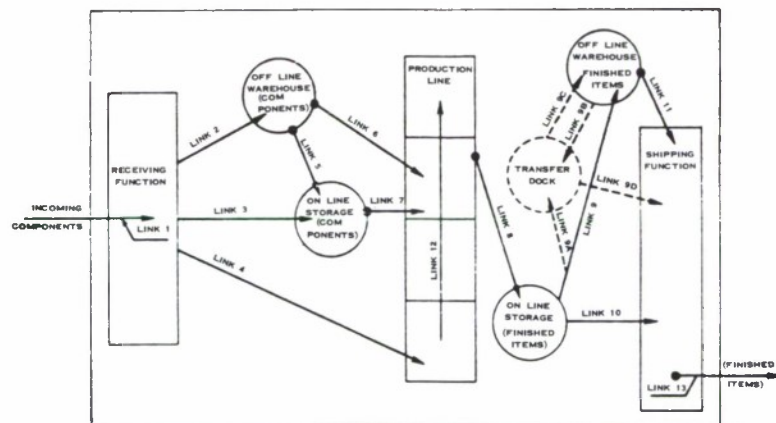 INCOMING
COMPONENTS
RECEIVING
FUNCTION
LINK 1
LINK 2
LINK 3
LINK 4
OFF LINE
WAREHOUSE
(COM
PONENTS)
LINK 5
LINK 6
ON LINE
STORAGE
(COM
PONENTS)
LINK 7
PRODUCTION
LINE
LINK 12
LINK 8
ON LINE
STORAGE
(FINISHED
ITEMS)
LINK 9A
LINK 9
LINK 10
TRANSFER
DOCK
LINK 9C
LINK 9B
LINK 9D
OFF LINE
WAREHOUSE
FINISHED
ITEMS
LINK 11
SHIPPING
FUNCTION
LINK 13
(FINISHED
ITEMS)